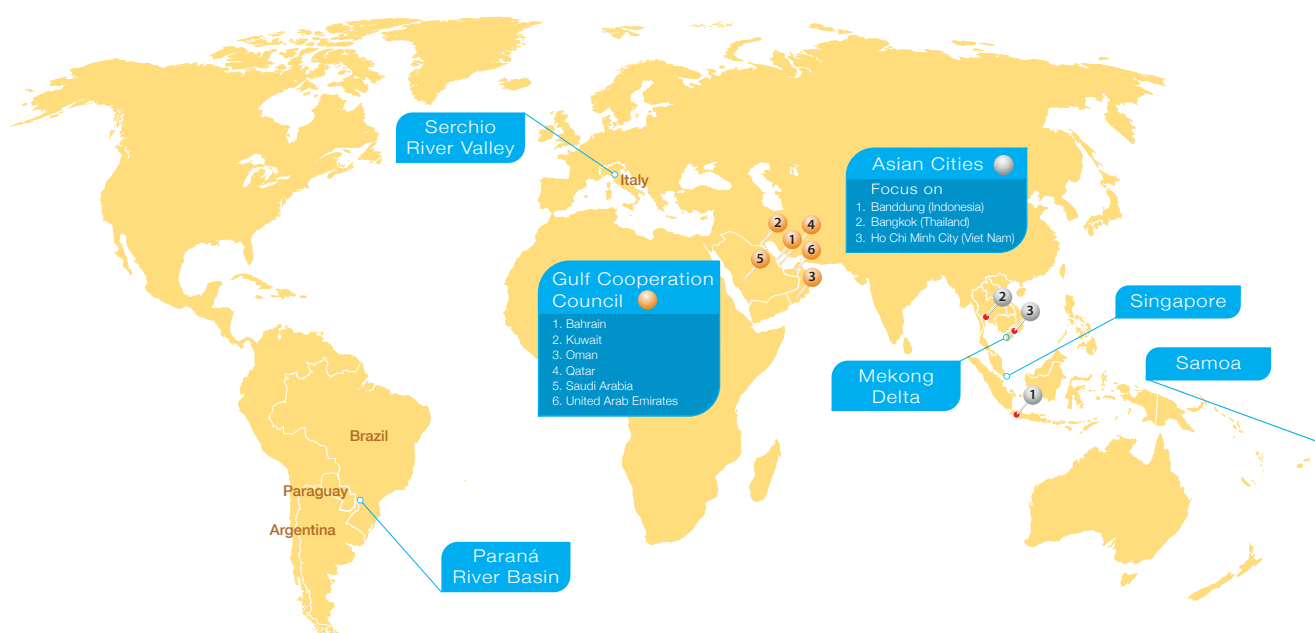 Serchio
River Valley
Italy
Asian Cities
Focus on
1. Banddung (Indonesia)
2. Bangkok (Thailand)
3. Ho Chi Minh City (Viet Nam)
2
4
1
6
5
3
Gulf Cooperation
Council
1. Bahrain
2. Kuwait
3. Oman
4. Qatar
5. Saudi Arabia
6. United Arab Emirates
2
3
Singapore
Samoa
Mekong
Delta
1
Brazil
Paraguay
Argentina
Paraná
River Basin